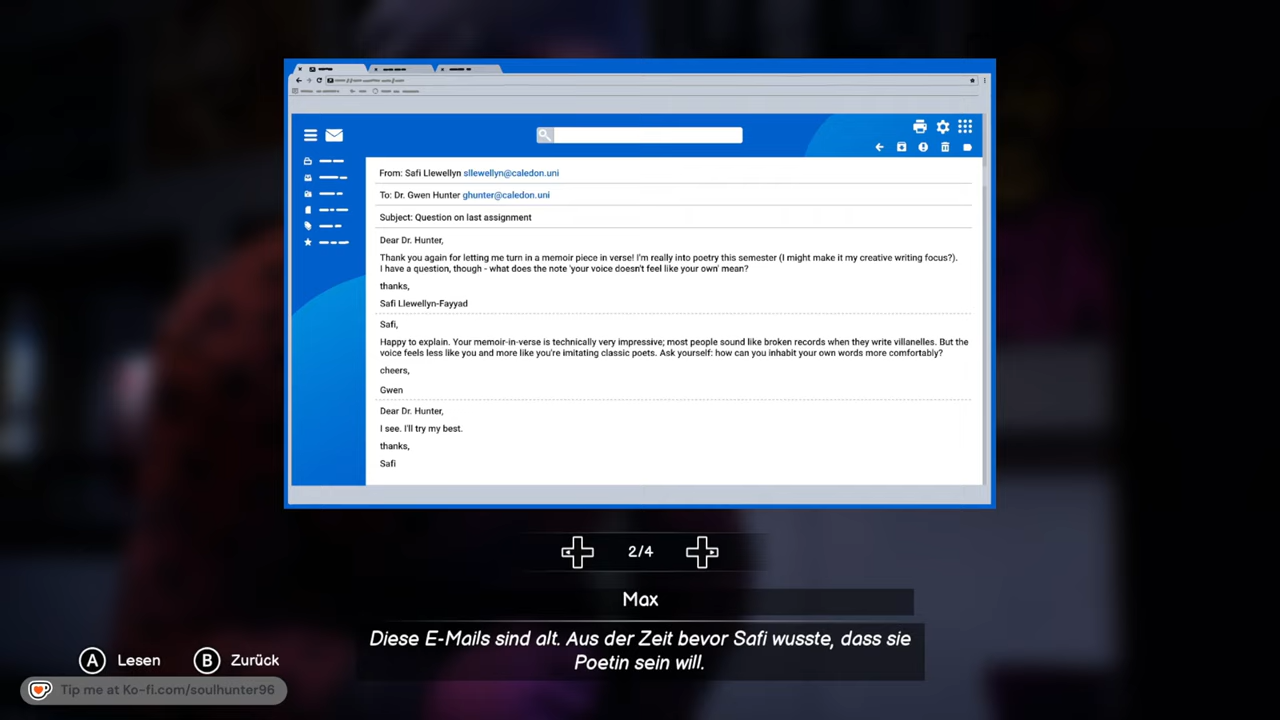 From: Safi Llewellyn sllewellyn@caledon.uni
To: Dr. Gwen Hunter ghunter@caledon.uni
Subject: Question on last assignment
Dear Dr. Hunter,
Thank you again for letting me turn in a memoir piece in verse! I'm really into poetry this semester (I might make it my creative writing focus?).
I have a question, though - what does the note 'your voice doesn't feel like your own' mean?
thanks,
Safi Llewellyn-Fayyad
Safi,
Happy to explain. Your memoir-in-verse is technically very impressive; most people sound like broken records when they write villanelles. But the
voice feels less like you and more like you're imitating classic poets. Ask yourself: how can you inhabit your own words more comfortably?
cheers,
Gwen
Dear Dr. Hunter,
I see. I'll try my best.
thanks,
Safi
2/4
Max
Diese E-Mails sind alt. Aus der Zeit bevor Safi wusste, dass sie
Poetin sein will.
A Lesen B Zurück
Tip me at Ko-fi.com/soulhunter96